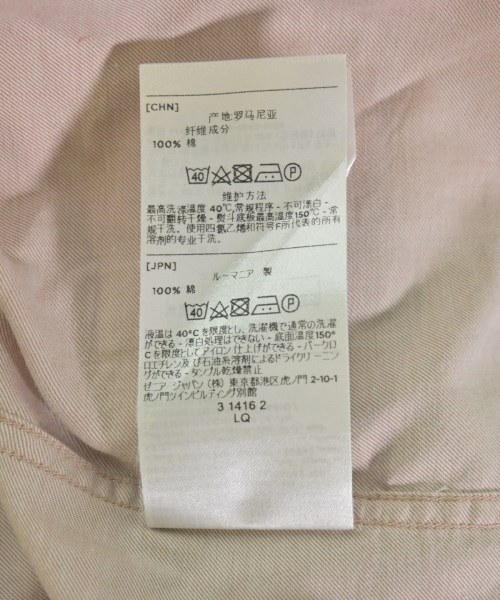 [CHN]
产地:罗马尼亚
纤维成分
100% 棉
40 P
维护方法
最高洗涤温度 40℃,常规程序 - 不可漂白 -
不可翻转干燥 - 熨斗底板最高温度150℃ - 常
规干洗。使用四氯乙烯和符号F所代表的所有
溶剂的专业干洗。
[JPN]
ルーマニア 製
100% 綿
40 P
液温は 40℃を限度とし、洗濯機で通常の洗濯
ができる - 漂白処理はできない - 底面温度 150°
Cを限度としてアイロン仕上げができる - パークロ
ロエチレン及び石油系溶剤によるドライクリーニン
グができる - タンブル乾燥禁止
ゼニア ジャパン (株) 東京都港区虎ノ門 2-10-1
虎ノ門ツインビルディング別館
3 1416 2
LQ